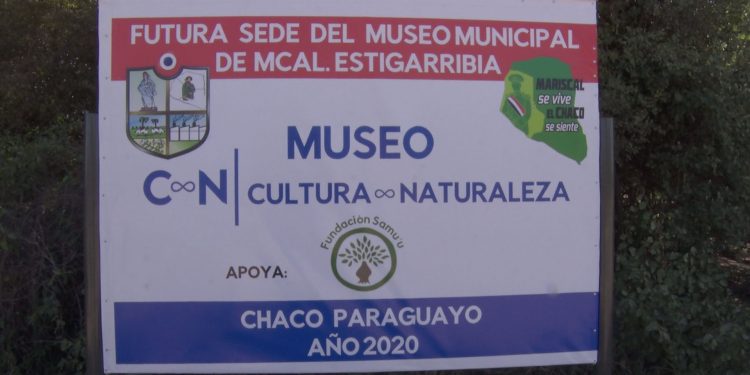 FUTURA SEDE DEL MUSEO MUNICIPAL
DE MCAL. ESTIGARRIBIA
MARISCAL
se vive
EL CHACO
se siente
MUSEO
C∞N | CULTURA ∞ NATURALEZA
Fundación Samu'u
APOYA:
CHACO PARAGUAYO
AÑO 2020